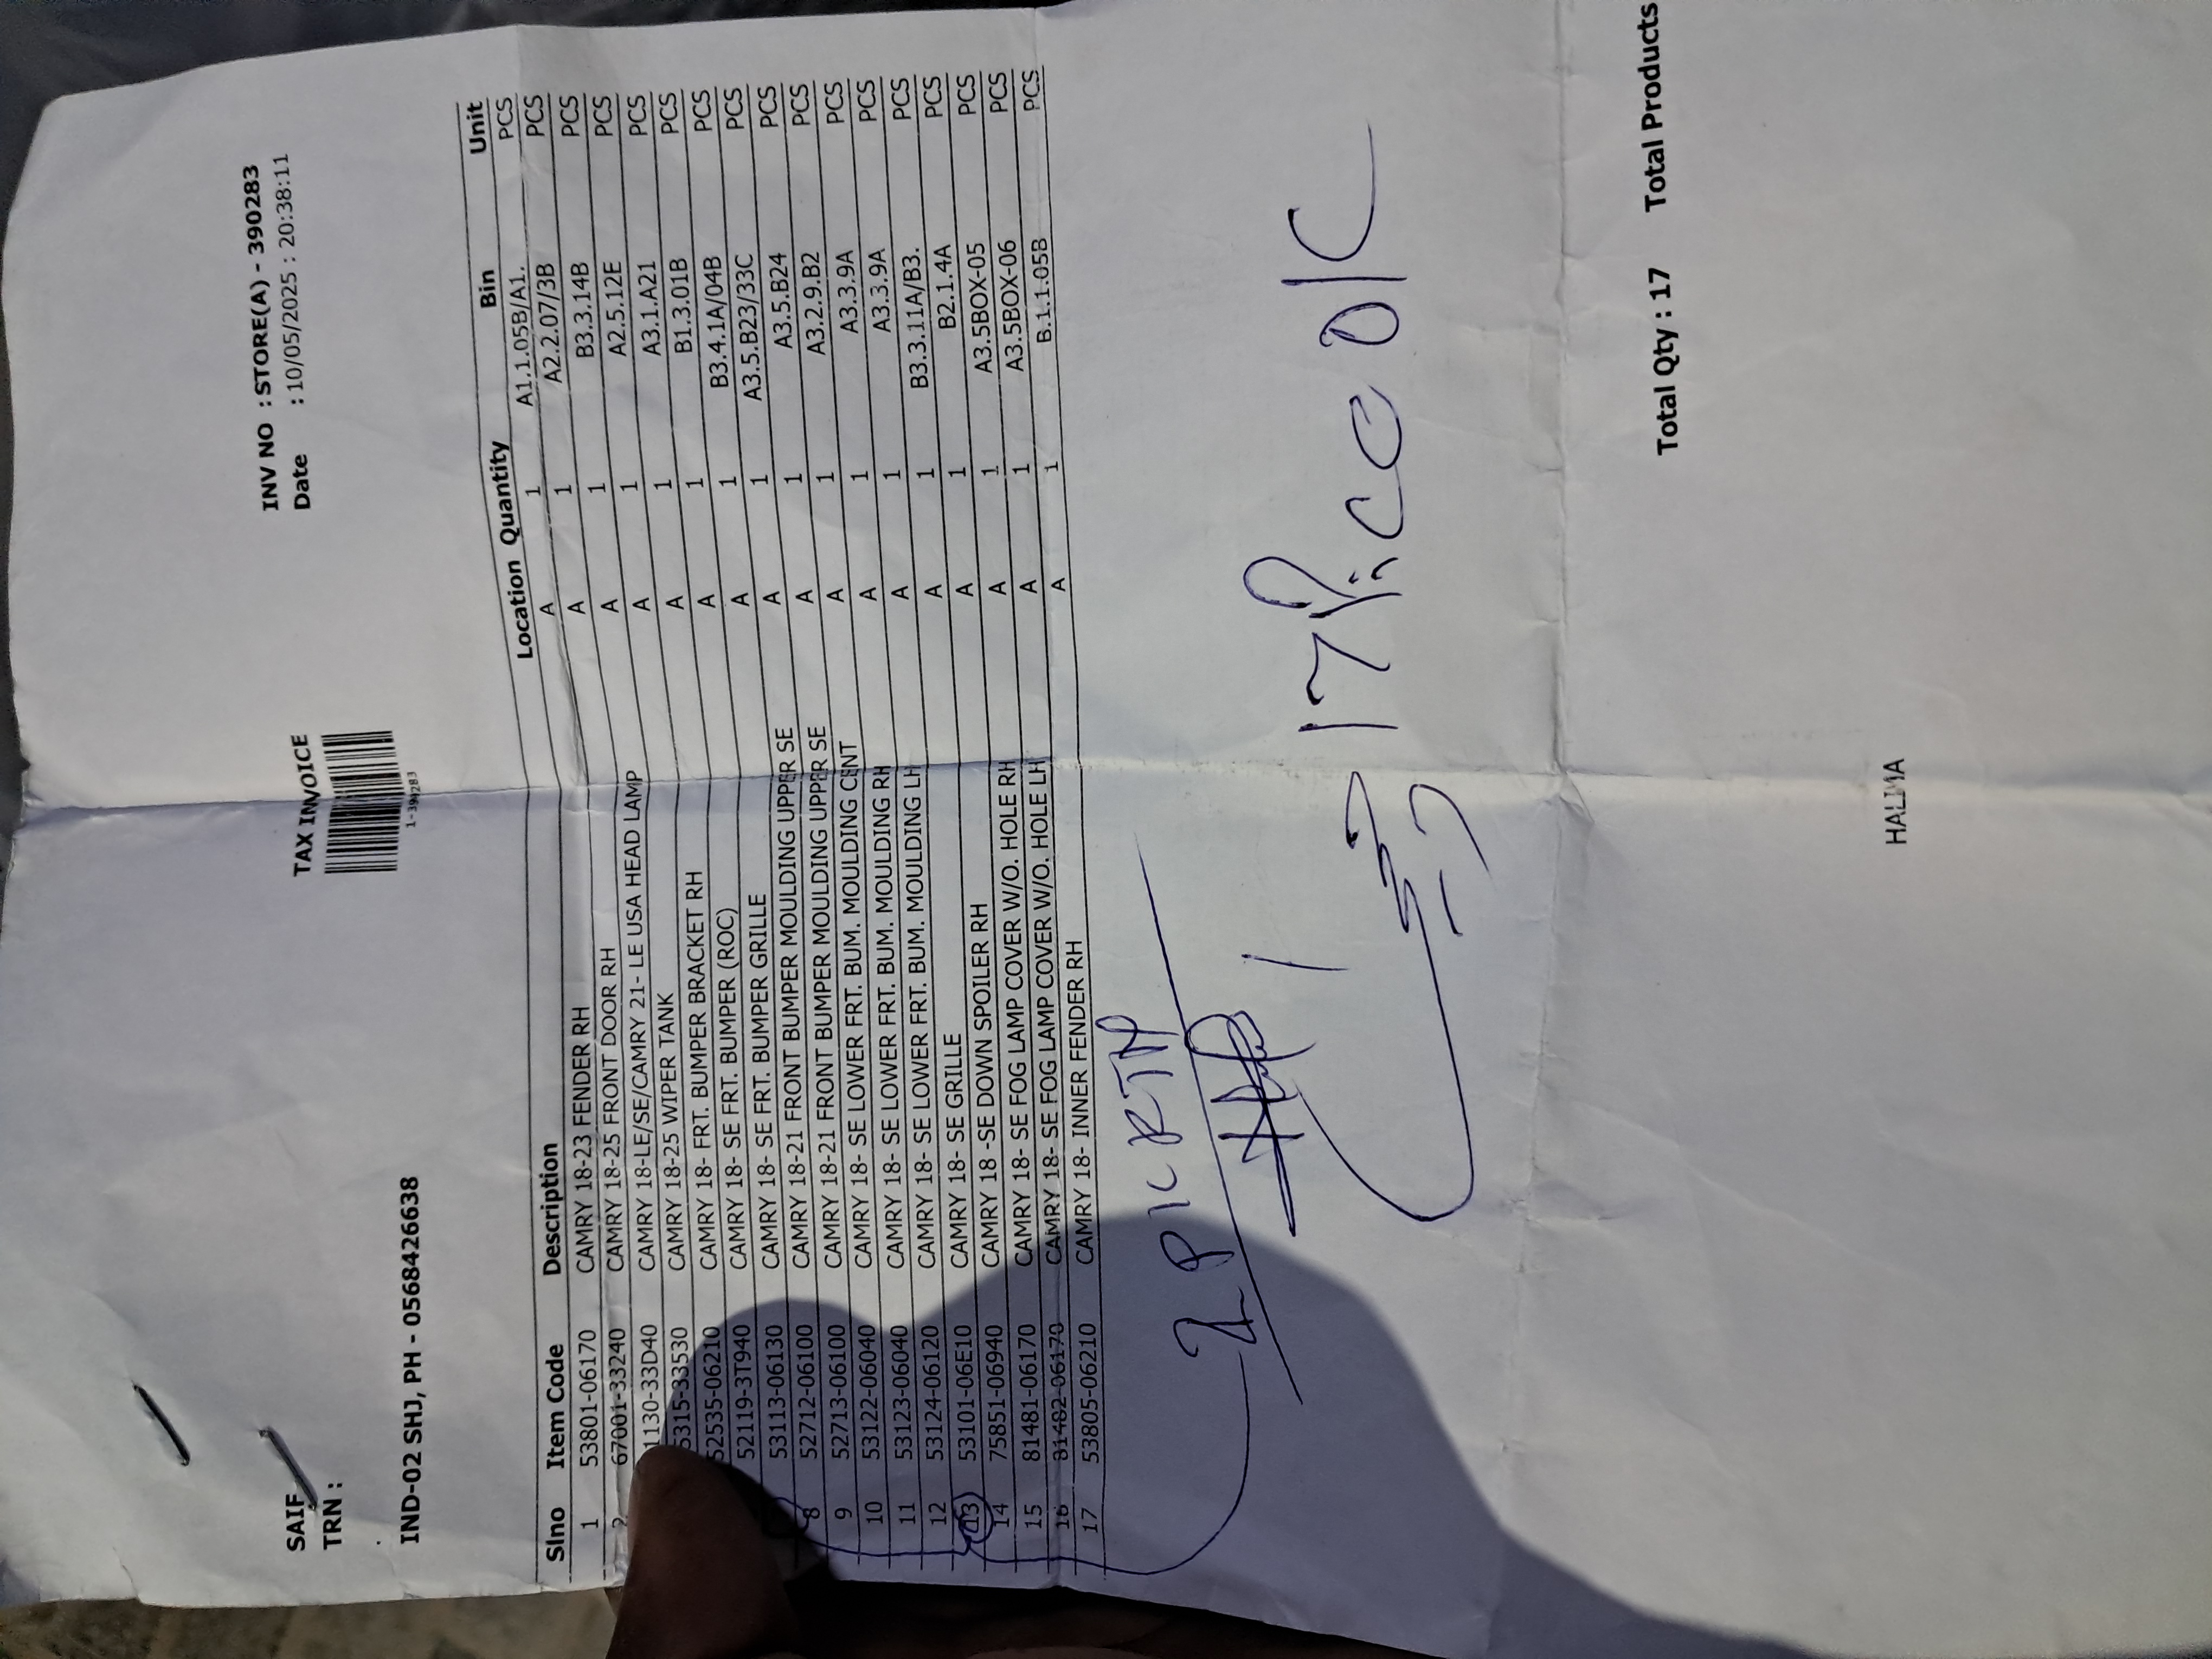 SAIF
TRN :
TAX INVOICE
1-390283
INV NO : STORE(A) - 390283
Date : 10/05/2025 : 20:38:11
IND-02 SHJ, PH - 0568426638
Slno Item Code Description Location Quantity Bin Unit
1 53801-06170 CAMRY 18-23 FENDER RH A 1 A1.1.05B/A1. PCS
2 67001-33240 CAMRY 18-25 FRONT DOOR RH A 1 A2.2.07/3B PCS
1130-33D40 CAMRY 18-LE/SE/CAMRY 21- LE USA HEAD LAMP A 1 B3.3.14B PCS
5315-33530 CAMRY 18-25 WIPER TANK A 1 A2.5.12E PCS
52535-06210 CAMRY 18- FRT. BUMPER BRACKET RH A 1 A3.1.A21 PCS
52119-3T940 CAMRY 18- SE FRT. BUMPER (ROC) A 1 B1.3.01B PCS
53113-06130 CAMRY 18- SE FRT. BUMPER GRILLE A 1 B3.4.1A/04B PCS
8 52712-06100 CAMRY 18-21 FRONT BUMPER MOULDING UPPER SE A 1 A3.5.B23/33C PCS
9 52713-06100 CAMRY 18-21 FRONT BUMPER MOULDING UPPER SE A 1 A3.5.B24 PCS
10 53122-06040 CAMRY 18- SE LOWER FRT. BUM. MOULDING CENT A 1 A3.2.9.B2 PCS
11 53123-06040 CAMRY 18- SE LOWER FRT. BUM. MOULDING RH A 1 A3.3.9A PCS
12 53124-06120 CAMRY 18- SE LOWER FRT. BUM. MOULDING LH A 1 A3.3.9A PCS
13 53101-06E10 CAMRY 18- SE GRILLE A 1 B3.3.11A/B3. PCS
14 75851-06940 CAMRY 18 -SE DOWN SPOILER RH A 1 B2.1.4A PCS
15 81481-06170 CAMRY 18- SE FOG LAMP COVER W/O. HOLE RH A 1 A3.5BOX-05 PCS
16 81482-06170 CAMRY 18- SE FOG LAMP COVER W/O. HOLE LH A 1 A3.5BOX-06 PCS
17 53805-06210 CAMRY 18- INNER FENDER RH A 1 B.1.1.05B PCS
17
Total Qty : 17 Total Products
HALIMA